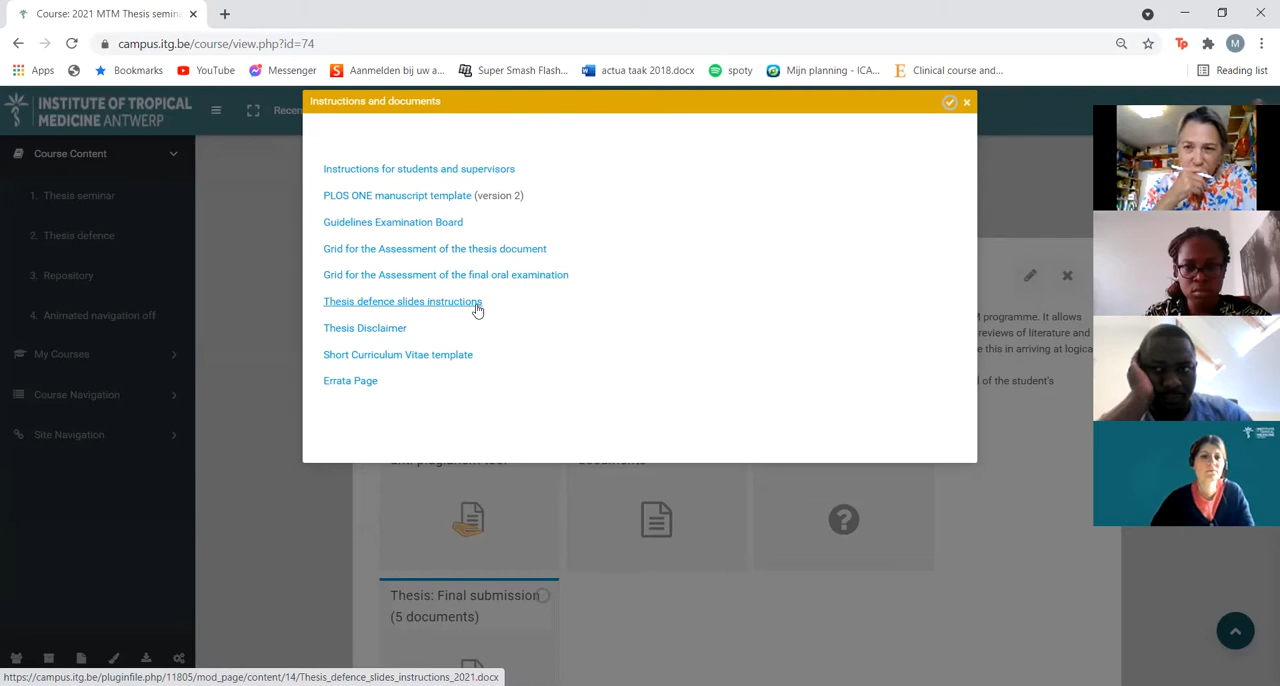 Course: 2021 MTM Thesis semina
campus.itg.be/course/view.php?id=74
M
Apps Bookmarks YouTube Messenger Aanmelden bij uw a... Super Smash Flash... actua taak 2018.docx spoty Mijn planning - ICA... Clinical course and... Reading list
INSTITUTE OF TROPICAL
MEDICINE ANTWERP
Recen
Instructions and documents
Course Content
1. Thesis seminar
2. Thesis defence
3. Repository
4. Animated navigation off
My Courses
Course Navigation
Site Navigation
Instructions for students and supervisors
PLOS ONE manuscript template (version 2)
Guidelines Examination Board
Grid for the Assessment of the thesis document
Grid for the Assessment of the final oral examination
Thesis defence slides instructions
Thesis Disclaimer
Short Curriculum Vitae template
Errata Page
M programme. It allows
reviews of literature and
e this in arriving at logica
l of the student's
Thesis: Final submission
(5 documents)
https://campus.itg.be/pluginfile.php/11805/mod_page/content/14/Thesis_defence_slides_instructions_2021.docx